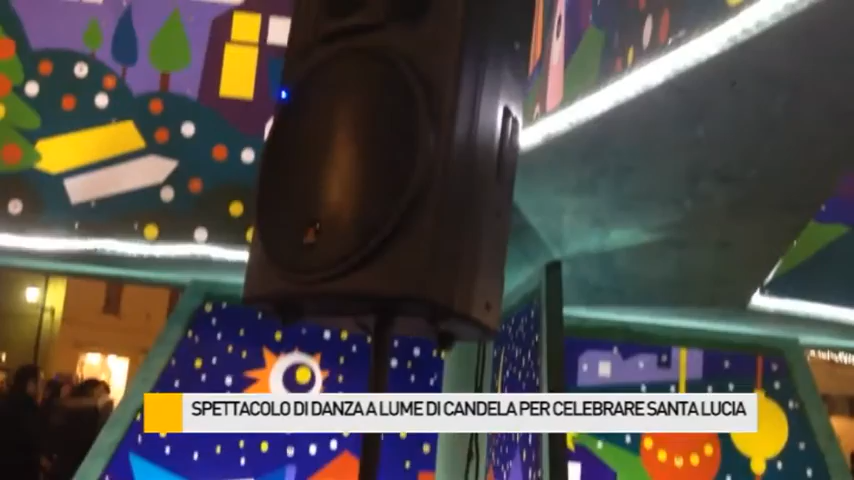 SPETTACOLO DI DANZA A LUME DI CANDELA PER CELEBRARE SANTA LUCIA